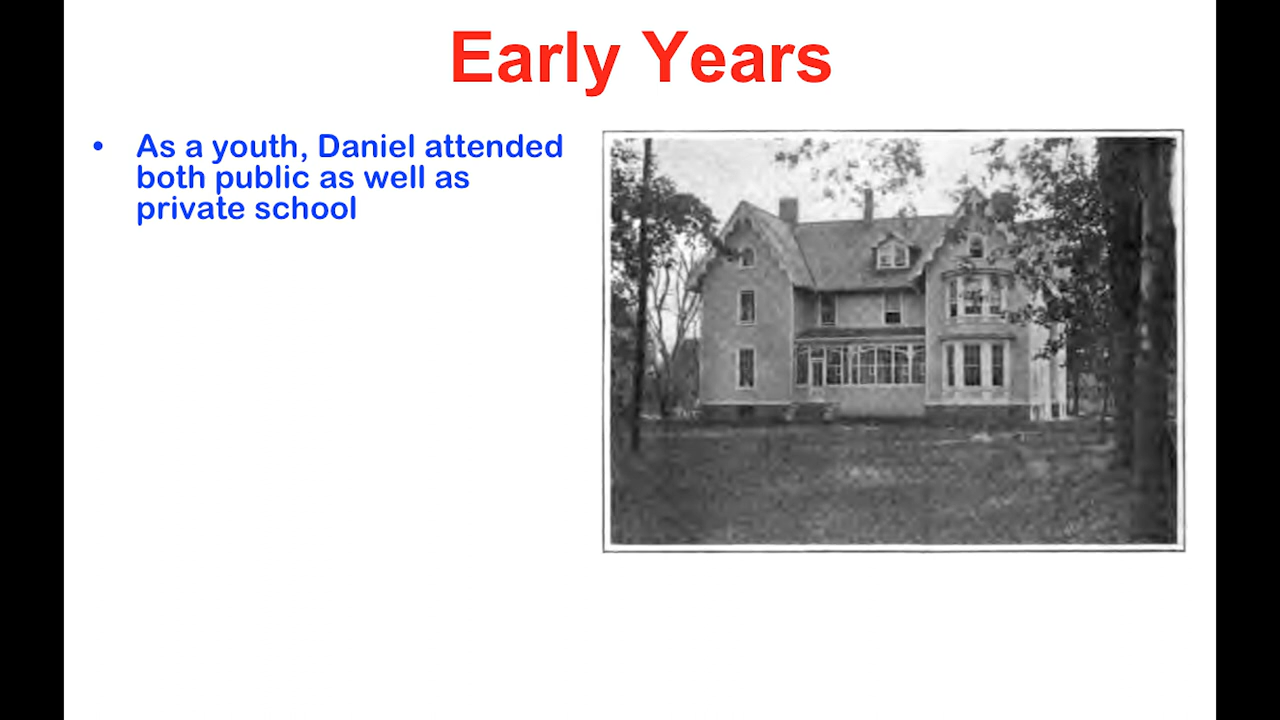 Early Years
• As a youth, Daniel attended
both public as well as
private school